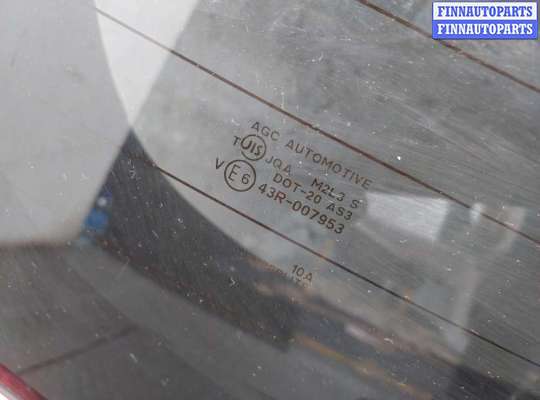 FINNAUTOPARTS
FINNAUTOPARTS
AGC AUTOMOTIVE
T JIS JQA M2L3 S
DOT-20 AS3
V E6 43R-007953
10A